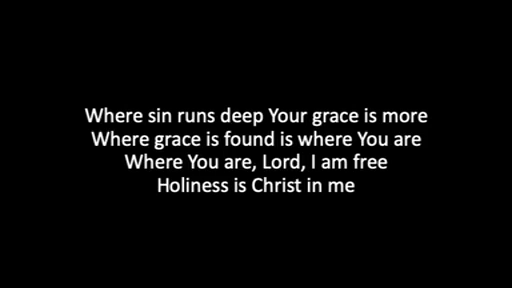 Where sin runs deep Your grace is more
Where grace is found is where You are
Where You are, Lord, I am free
Holiness is Christ in me